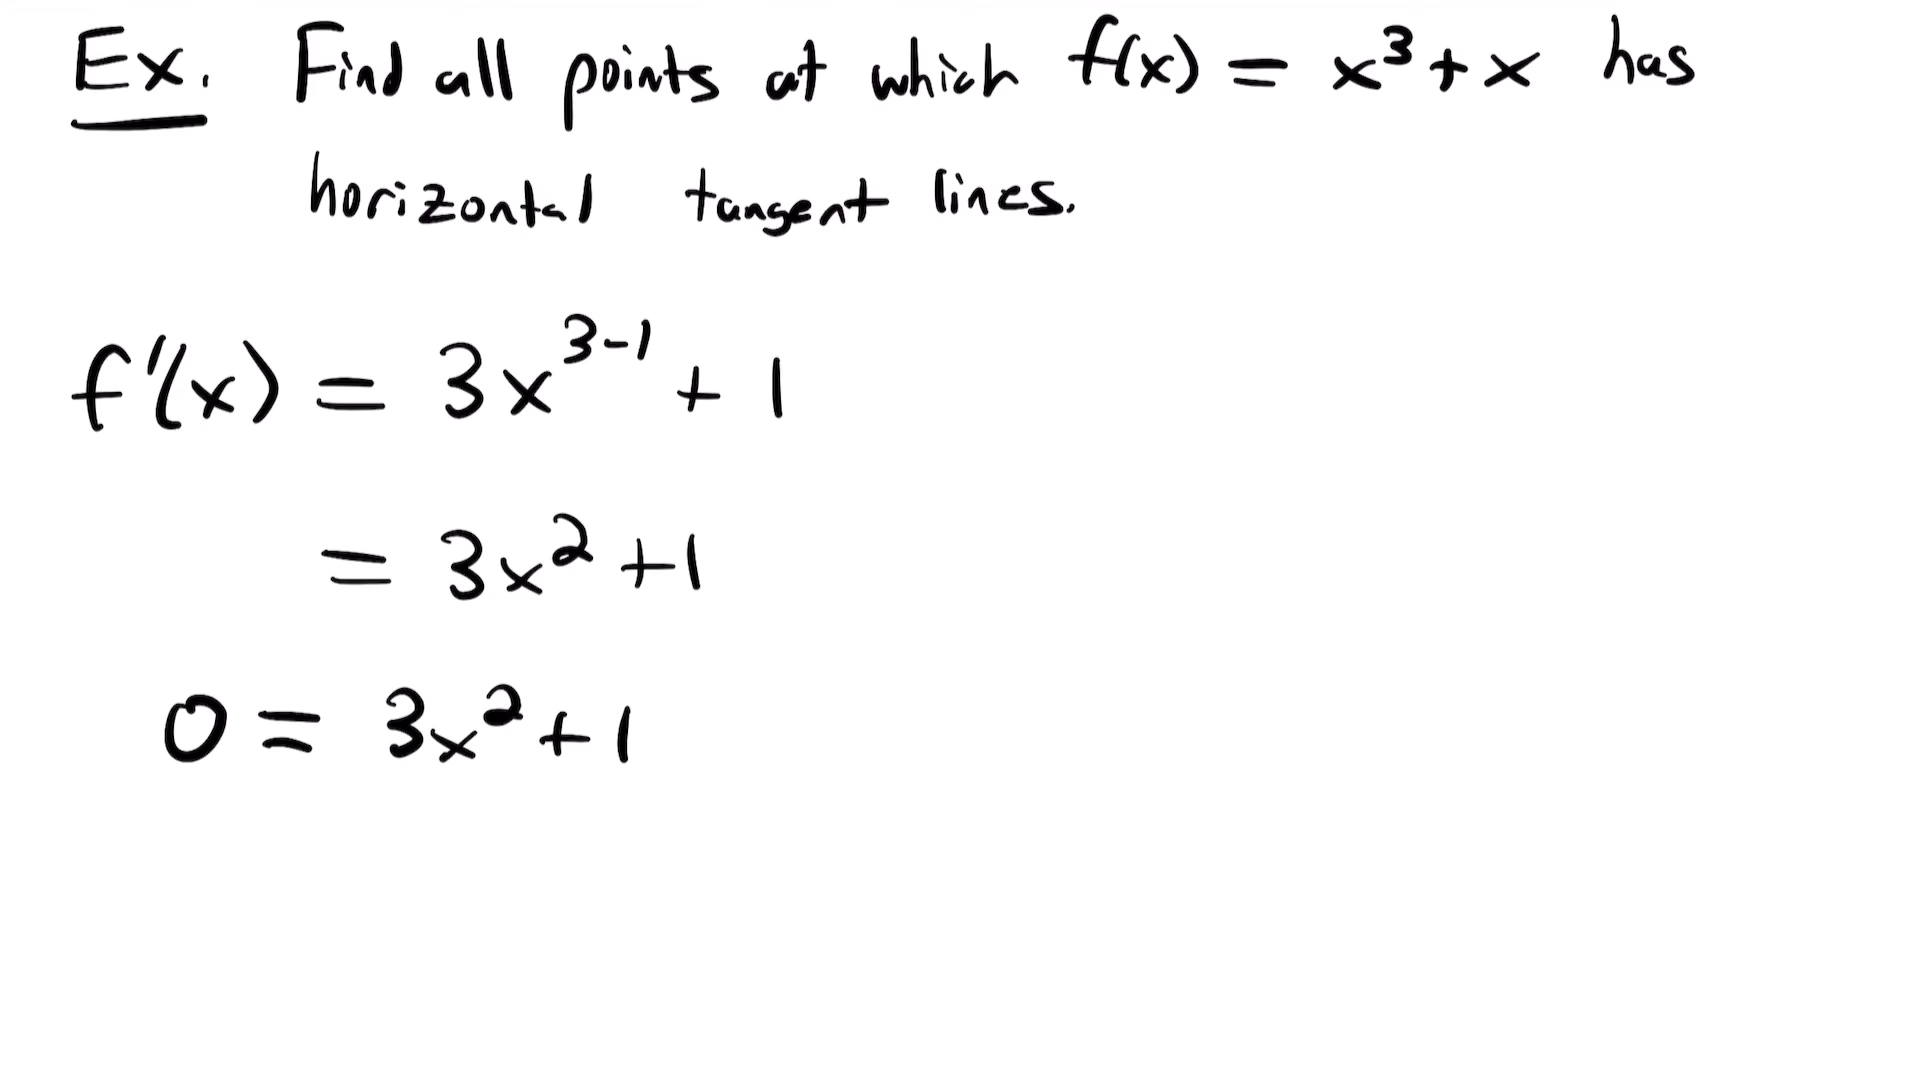 Ex. Find all points at which f(x) = x³ + x has
horizontal tangent lines.
f'(x) = 3x³⁻¹ + 1
= 3x² + 1
0 = 3x² + 1